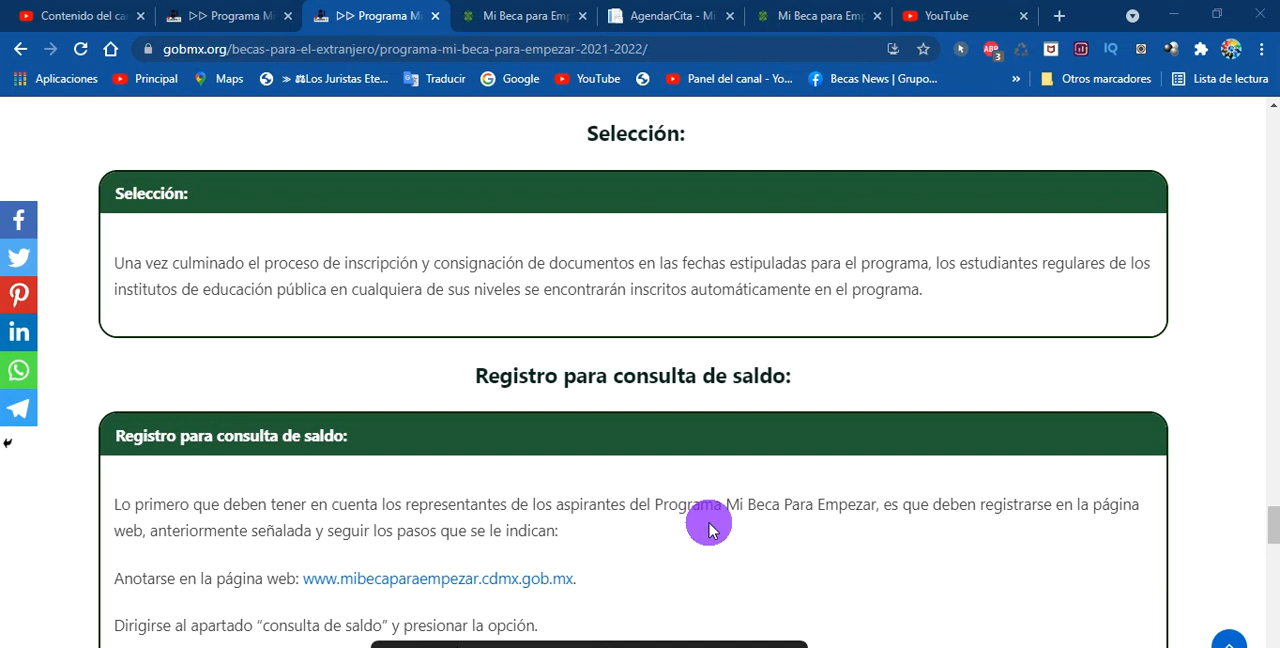 Contenido del ca
▷▷ Programa Mi
▷▷ Programa M
Mi Beca para Em
AgendarCita - Mi
Mi Beca para Em
YouTube
gobmx.org/becas-para-el-extranjero/programa-mi-beca-para-empezar-2021-2022/
ABP
3
IQ
Aplicaciones
Principal
Maps
» ⚖Los Juristas Ete...
Traducir
Google
YouTube
Panel del canal - Yo...
Becas News | Grupo...
»
Otros marcadores
Lista de lectura
Selección:
Selección:
Una vez culminado el proceso de inscripción y consignación de documentos en las fechas estipuladas para el programa, los estudiantes regulares de los
institutos de educación pública en cualquiera de sus niveles se encontrarán inscritos automáticamente en el programa.
Registro para consulta de saldo:
Registro para consulta de saldo:
Lo primero que deben tener en cuenta los representantes de los aspirantes del Programa Mi Beca Para Empezar, es que deben registrarse en la página
web, anteriormente señalada y seguir los pasos que se le indican:
Anotarse en la página web: www.mibecaparaempezar.cdmx.gob.mx.
Dirigirse al apartado “consulta de saldo” y presionar la opción.